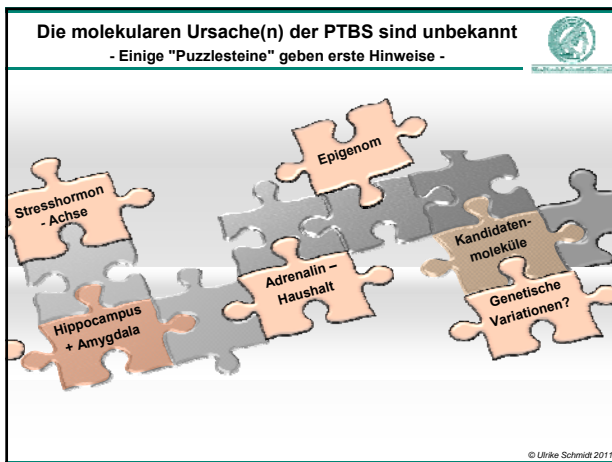 Die molekularen Ursache(n) der PTBS sind unbekannt
- Einige "Puzzlesteine" geben erste Hinweise -
Epigenom
Stresshormon
- Achse
Kandidaten-
moleküle
Adrenalin –
Haushalt
Genetische
Variationen?
Hippocampus
+ Amygdala
© Ulrike Schmidt 2011